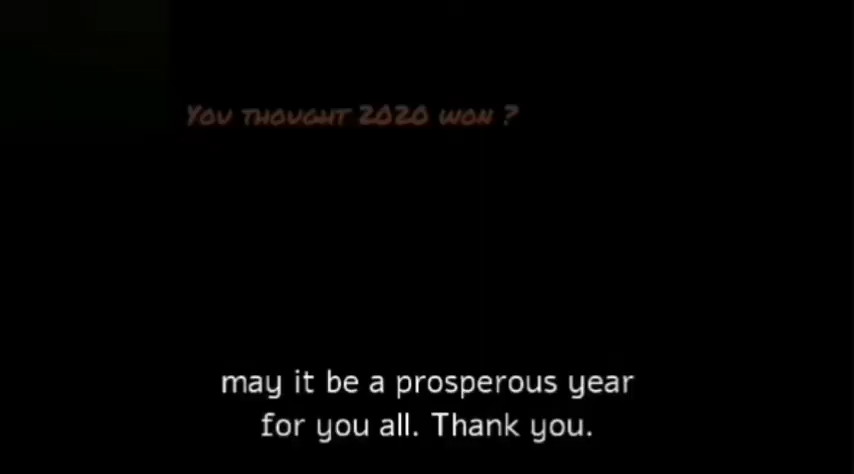 You thought 2020 won ?
may it be a prosperous year
for you all. Thank you.